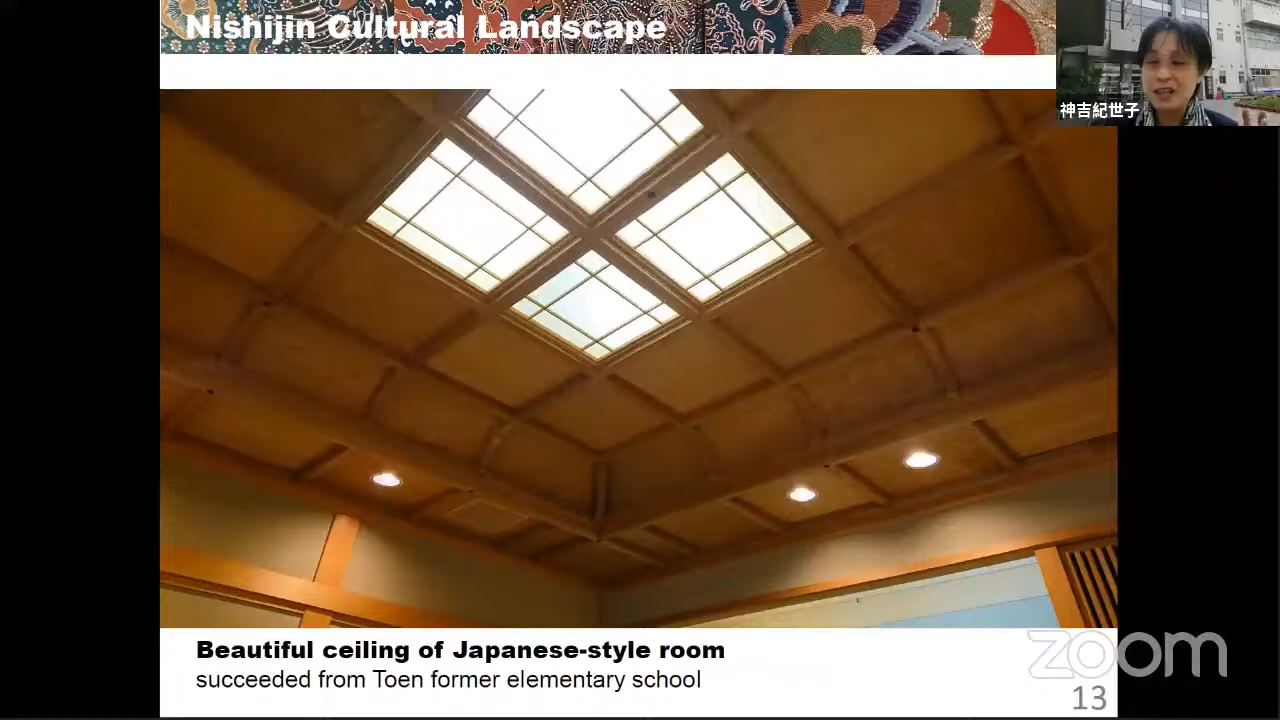 Nishijin Cultural Landscape
神吉紀世子
Beautiful ceiling of Japanese-style room
succeeded from Toen former elementary school
zoom
13